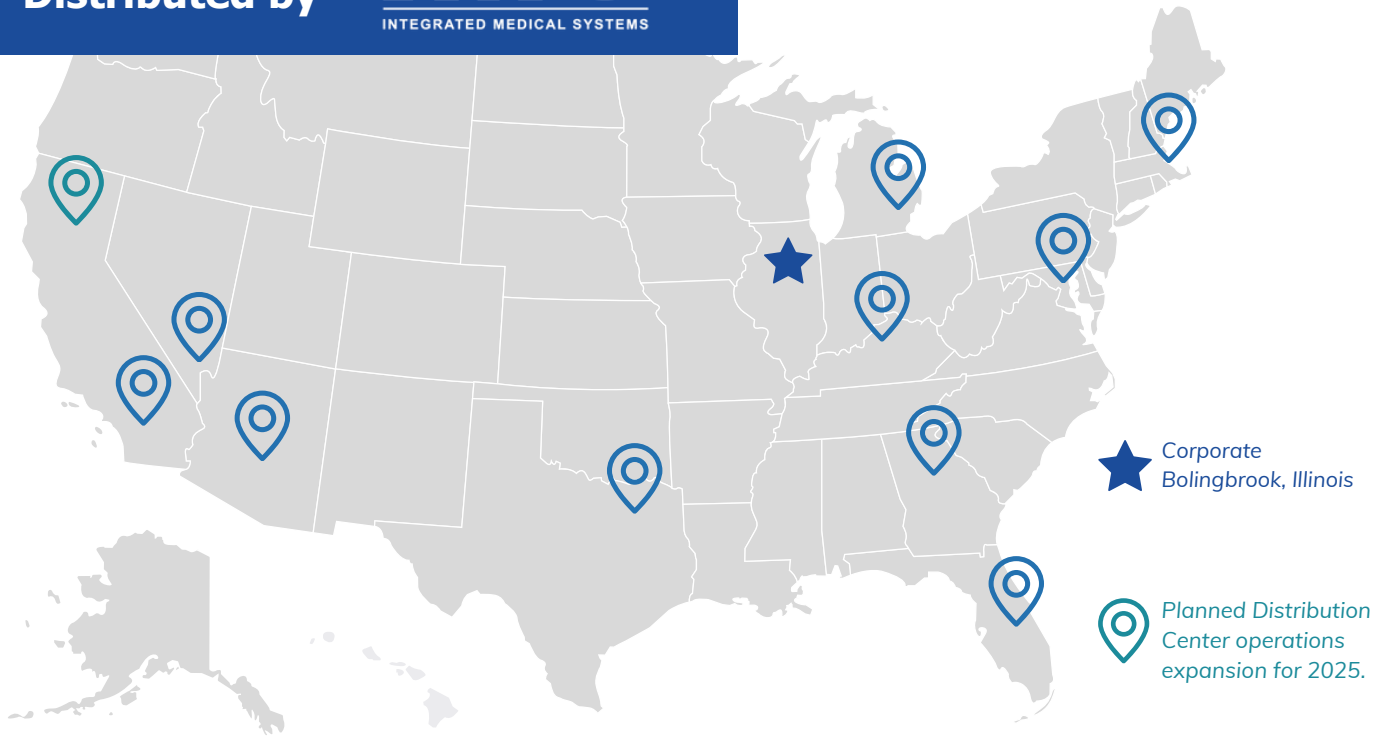 Distributed by
INTEGRATED MEDICAL SYSTEMS
Corporate
Bolingbrook, Illinois
Planned Distribution
Center operations
expansion for 2025.